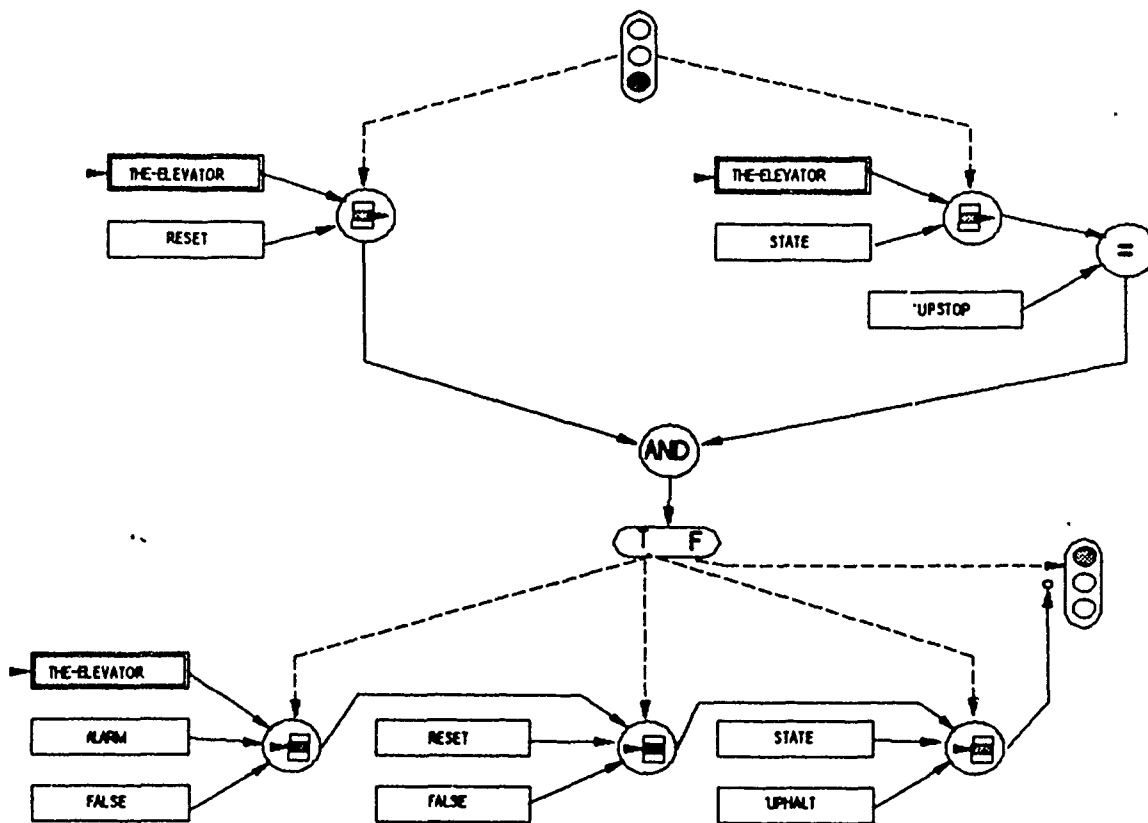 THE-ELEVATOR
THE-ELEVATOR
RESET
STATE
=
'UPSTOP
AND
T F
THE-ELEVATOR
ALARM
RESET
STATE
FALSE
FALSE
'UPHALT